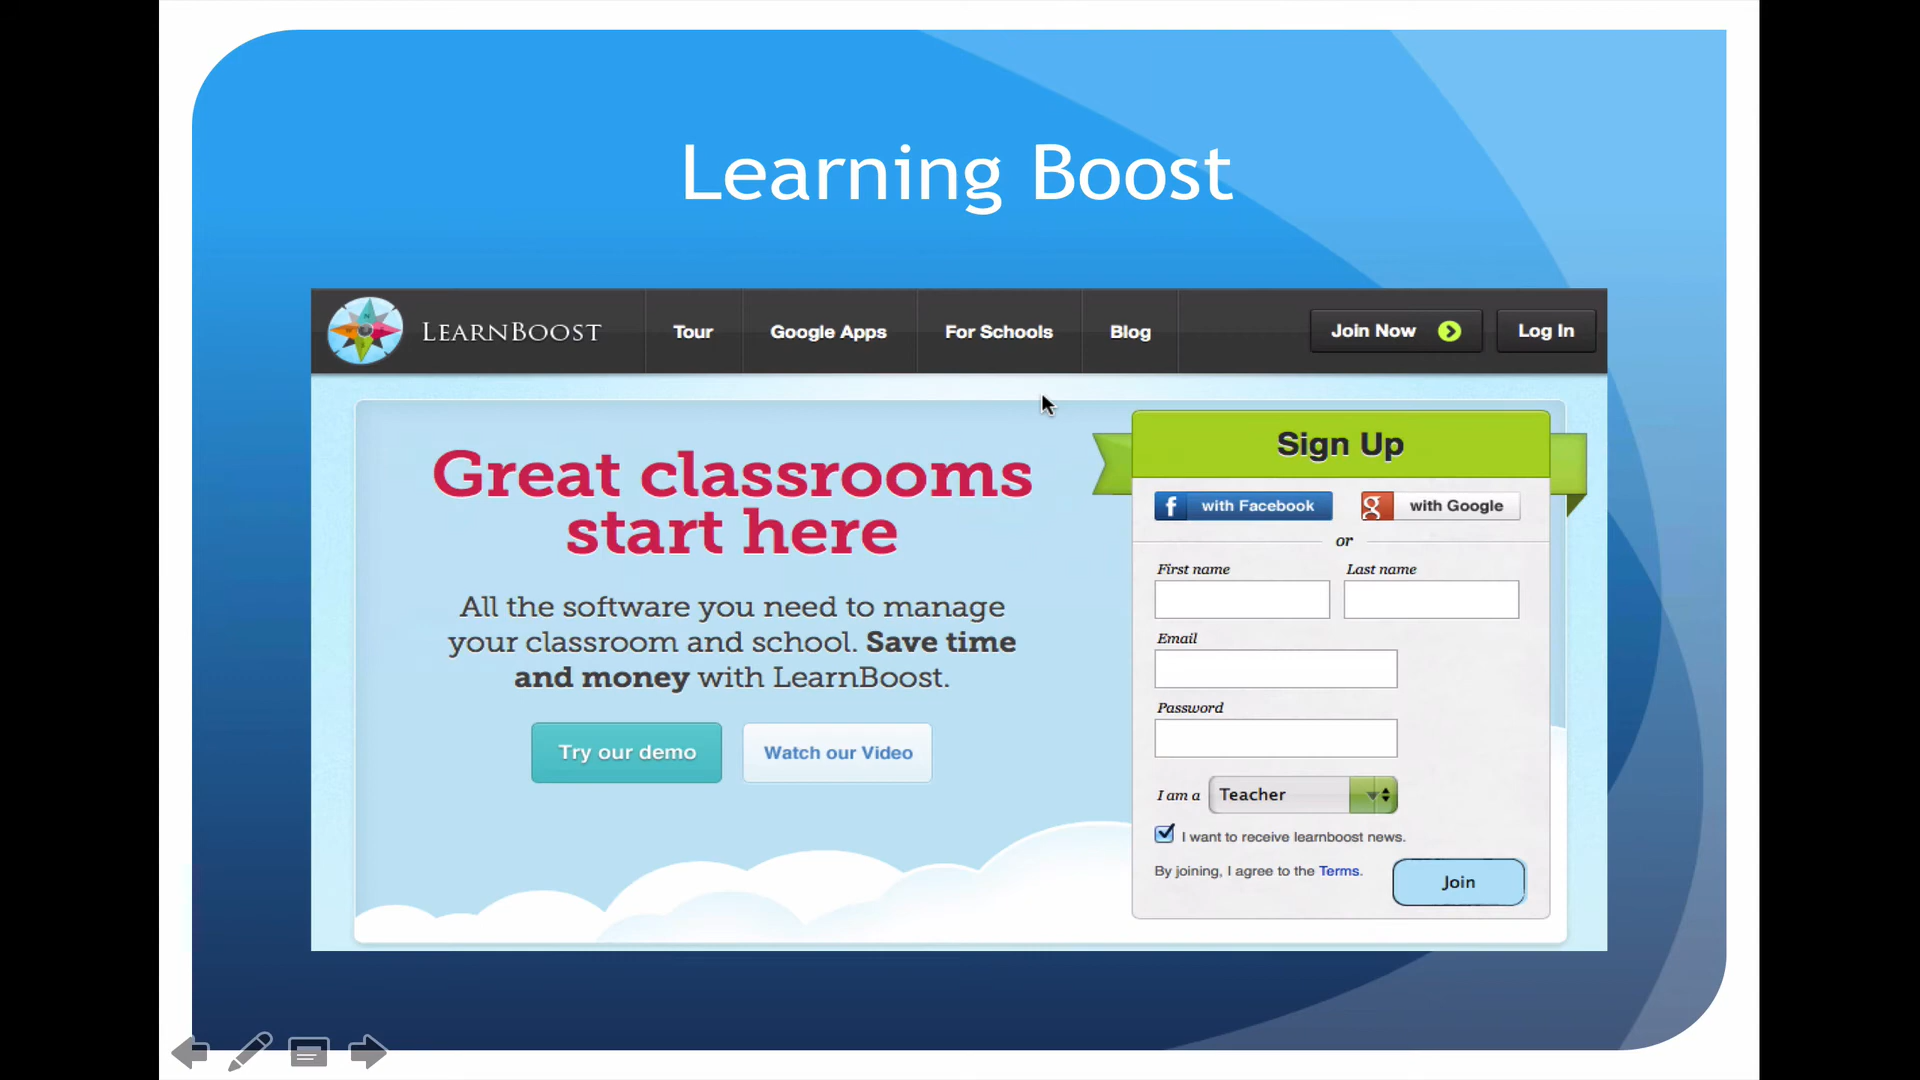 Learning Boost
LEARNBOOST
Tour
Google Apps
For Schools
Blog
Join Now
Log In
Great classrooms
start here
All the software you need to manage
your classroom and school. Save time
and money with LearnBoost.
Try our demo
Watch our Video
Sign Up
f with Facebook
g with Google
or
First name
Last name
Email
Password
I am a Teacher
I want to receive learnboost news.
By joining, I agree to the Terms.
Join